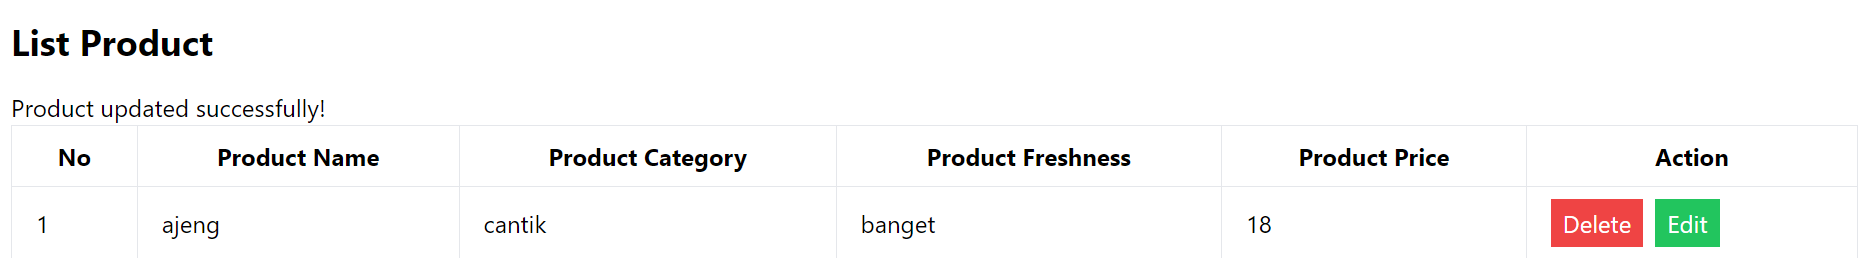 List Product
Product updated successfully!
No Product Name Product Category Product Freshness Product Price Action
1 ajeng cantik banget 18 Delete Edit